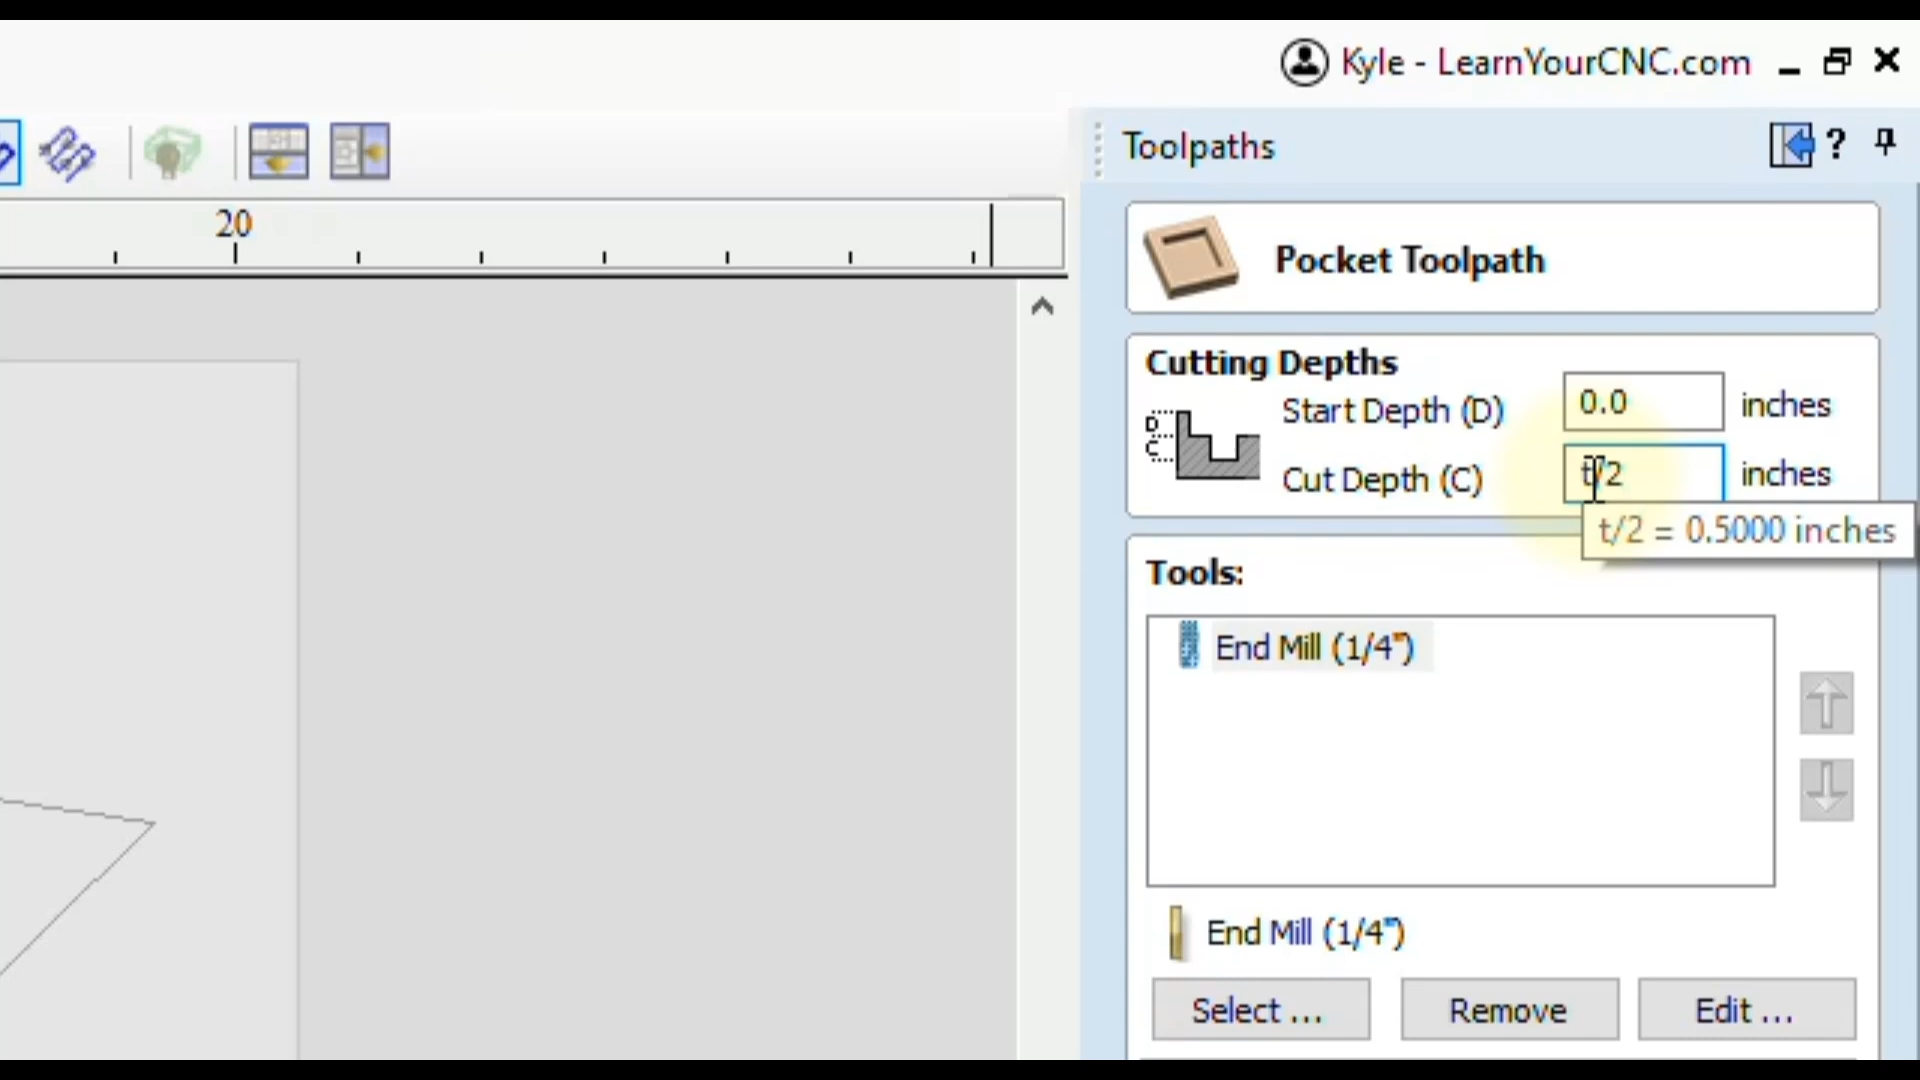 Kyle - LearnYourCNC.com
Toolpaths
?
20
Pocket Toolpath
Cutting Depths
Start Depth (D) 0.0 inches
D
C
Cut Depth (C) t/2 inches
t/2 = 0.5000 inches
Tools:
End Mill (1/4")
End Mill (1/4")
Select ... Remove Edit ...